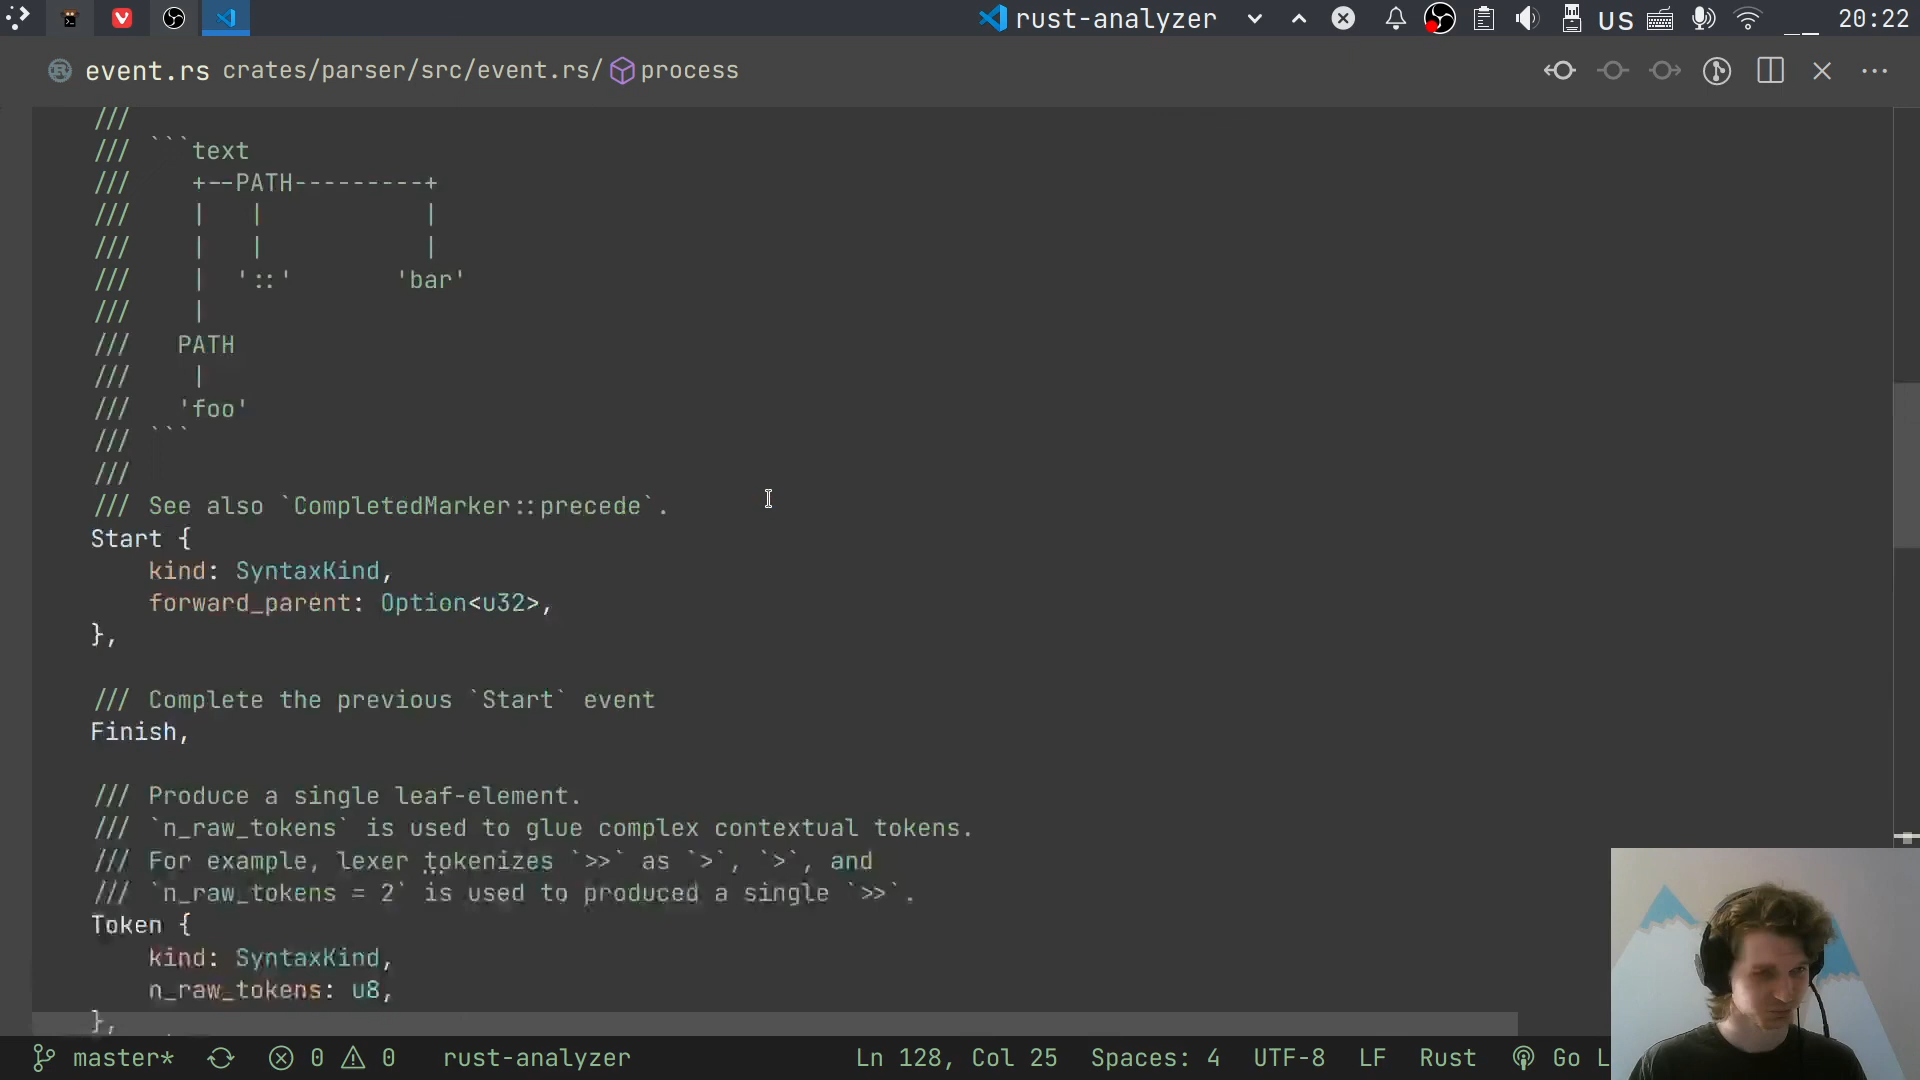 rust-analyzer US 20:22
event.rs crates/parser/src/event.rs/ process
///
/// ```text
///     +--PATH---------+
///     |   |           |
///     |   |           |
///     |  '::'       'bar'
///     |
///    PATH
///     |
///    'foo'
/// ```
///
/// See also `CompletedMarker::precede`.
Start {
    kind: SyntaxKind,
    forward_parent: Option<u32>,
},
/// Complete the previous `Start` event
Finish,
/// Produce a single leaf-element.
/// `n_raw_tokens` is used to glue complex contextual tokens.
/// For example, lexer tokenizes `>>` as `>`, `>`, and
/// `n_raw_tokens = 2` is used to produced a single `>>`.
Token {
    kind: SyntaxKind,
    n_raw_tokens: u8,
},
master* 0 0 rust-analyzer Ln 128, Col 25 Spaces: 4 UTF-8 LF Rust Go L